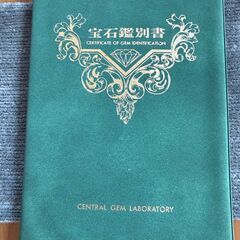 宝石鑑別書
CERTIFICATE OF GEM IDENTIFICATION
CENTRAL GEM LABORATORY